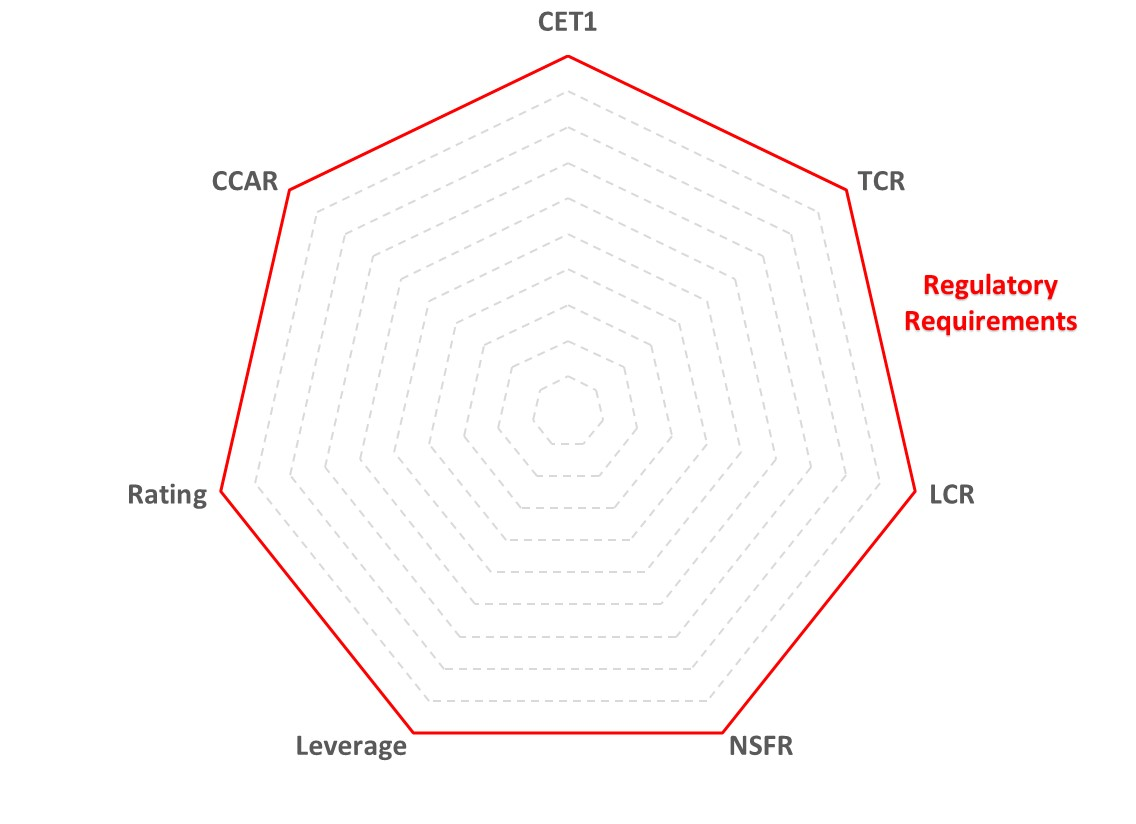 CET1
CCAR
TCR
Regulatory
Requirements
Rating
LCR
Leverage
NSFR